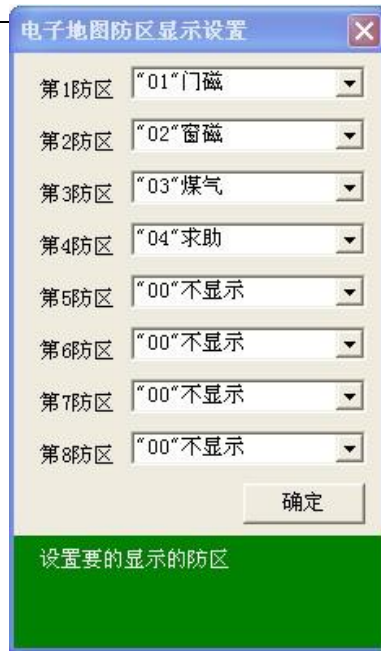 电子地图防区显示设置
第1防区 "01"门磁
第2防区 "02"窗磁
第3防区 "03"煤气
第4防区 "04"求助
第5防区 "00"不显示
第6防区 "00"不显示
第7防区 "00"不显示
第8防区 "00"不显示
确定
设置要的显示的防区